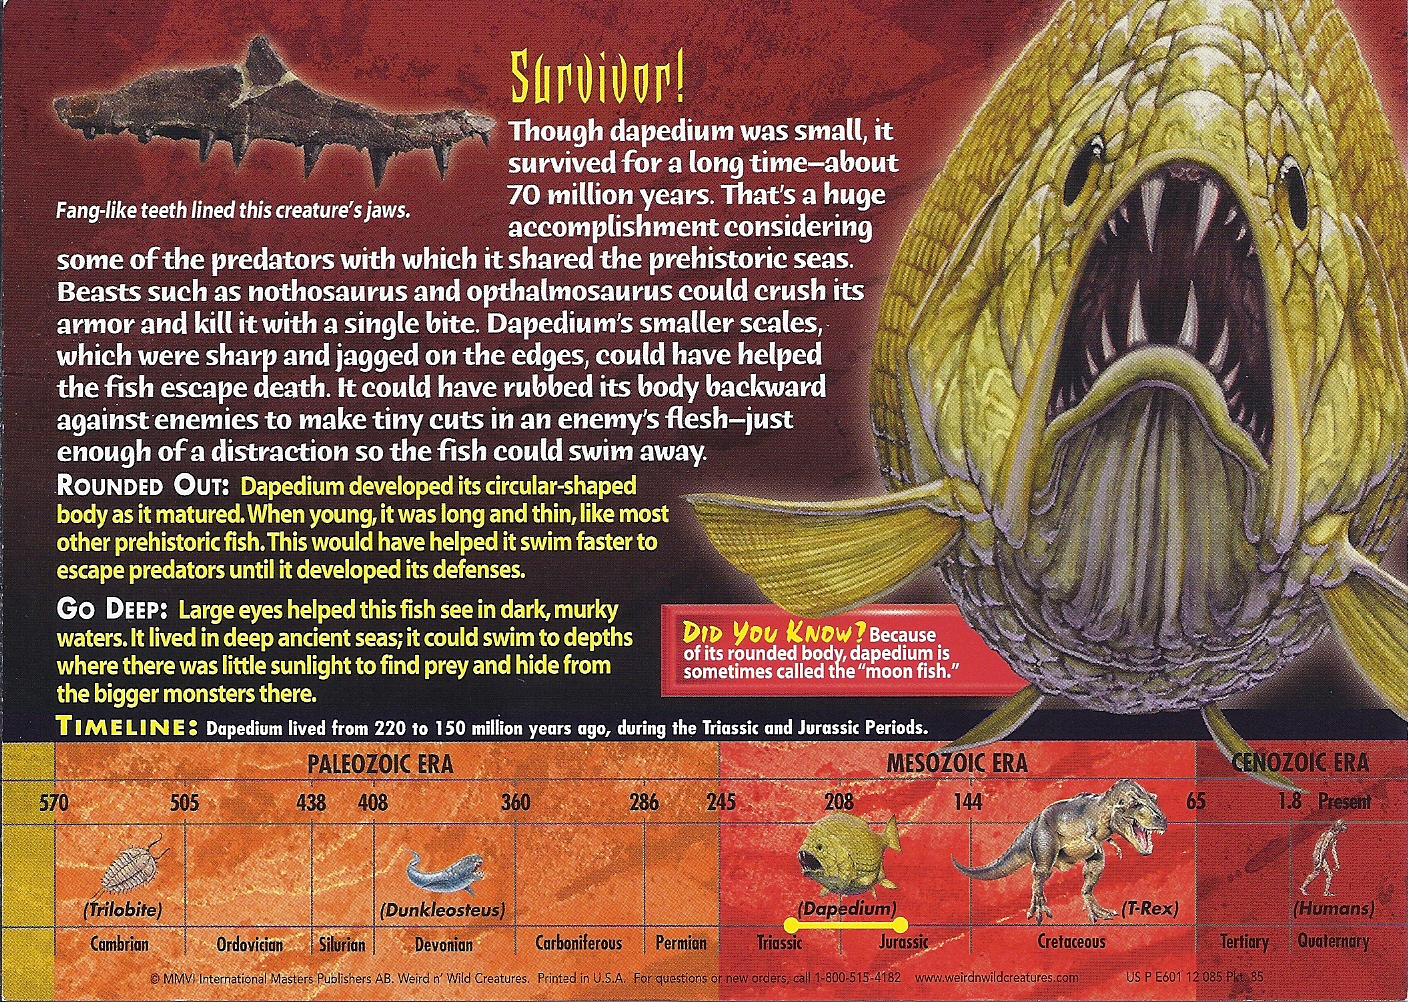 Survivor!
Though dapedium was small, it
survived for a long time–about
70 million years. That's a huge
accomplishment considering
Fang-like teeth lined this creature's jaws.
some of the predators with which it shared the prehistoric seas.
Beasts such as nothosaurus and opthalmosaurus could crush its
armor and kill it with a single bite. Dapedium's smaller scales,
which were sharp and jagged on the edges, could have helped
the fish escape death. It could have rubbed its body backward
against enemies to make tiny cuts in an enemy's flesh–just
enough of a distraction so the fish could swim away.
ROUNDED OUT: Dapedium developed its circular-shaped
body as it matured. When young, it was long and thin, like most
other prehistoric fish. This would have helped it swim faster to
escape predators until it developed its defenses.
GO DEEP: Large eyes helped this fish see in dark, murky
waters. It lived in deep ancient seas; it could swim to depths
where there was little sunlight to find prey and hide from
the bigger monsters there.
DID YOU KNOW? Because
of its rounded body, dapedium is
sometimes called the "moon fish."
TIMELINE: Dapedium lived from 220 to 150 million years ago, during the Triassic and Jurassic Periods.
PALEOZOIC ERA MESOZOIC ERA CENOZOIC ERA
570 505 438 408 360 286 245 208 144 65 1.8 Present
(Trilobite) (Dunkleosteus) (Dapedium) (T-Rex) (Humans)
Cambrian Ordovician Silurian Devonian Carboniferous Permian Triassic Jurassic Cretaceous Tertiary Quaternary
© MMVI International Masters Publishers AB. Weird n' Wild Creatures. Printed in U.S.A. For questions or new orders, call 1-800-515-4182 www.weirdnwildcreatures.com US P E601 12 085 Pkt. 85